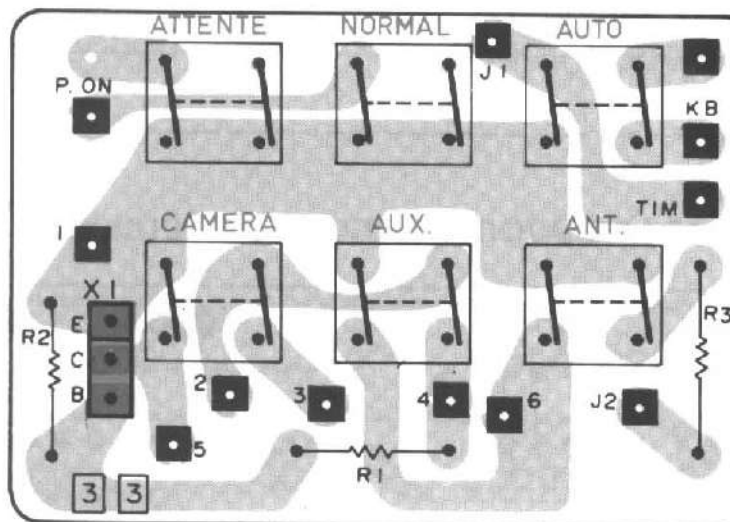 ATTENTE NORMAL AUTO
J1
P. ON
KB
TIM
1
CAMERA AUX. ANT.
X1
E
R2
R3
C
B
2
3
4
6
J2
5
R1
3 3